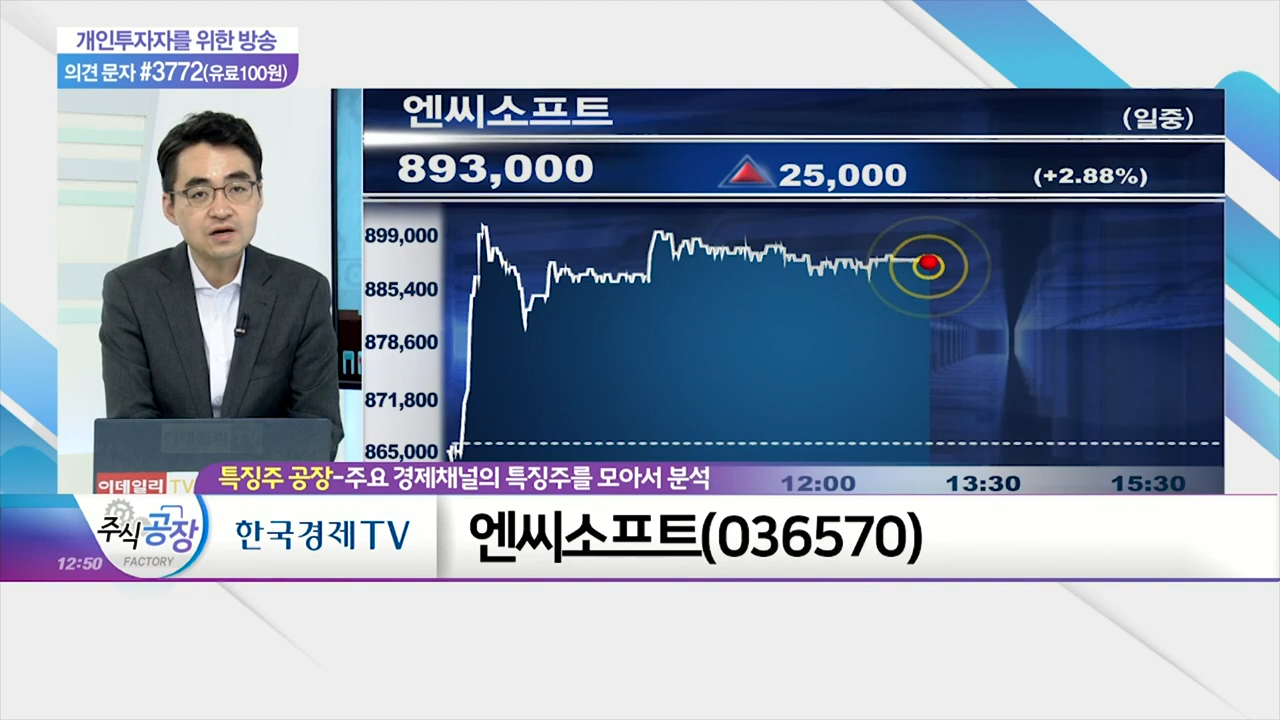 개인투자자를 위한 방송
의견 문자 #3772(유료100원)
엔씨소프트
(일중)
893,000
25,000
(+2.88%)
899,000
885,400
878,600
871,800
865,000
12:00
13:30
15:30
이데일리TV
특징주 공장-주요 경제채널의 특징주를 모아서 분석
주식공장
FACTORY
12:50
한국경제TV
엔씨소프트(036570)